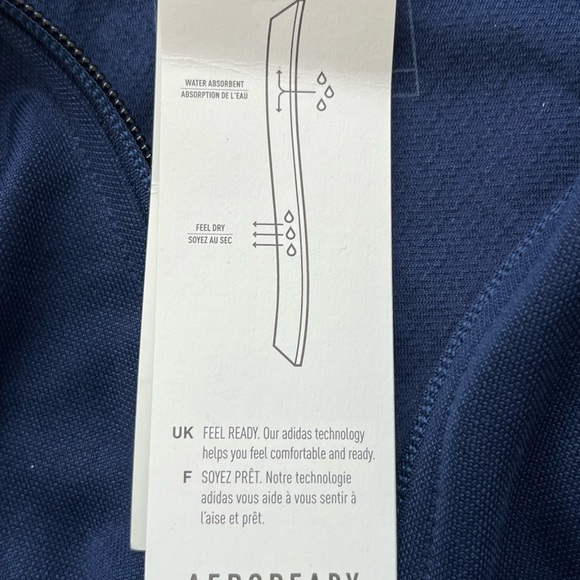 WATER ABSORBENT
ABSORPTION DE L'EAU
FEEL DRY
SOYEZ AU SEC
UK FEEL READY. Our adidas technology
helps you feel comfortable and ready.
F SOYEZ PRÊT. Notre technologie
adidas vous aide à vous sentir à
l'aise et prêt.
AEROREADY